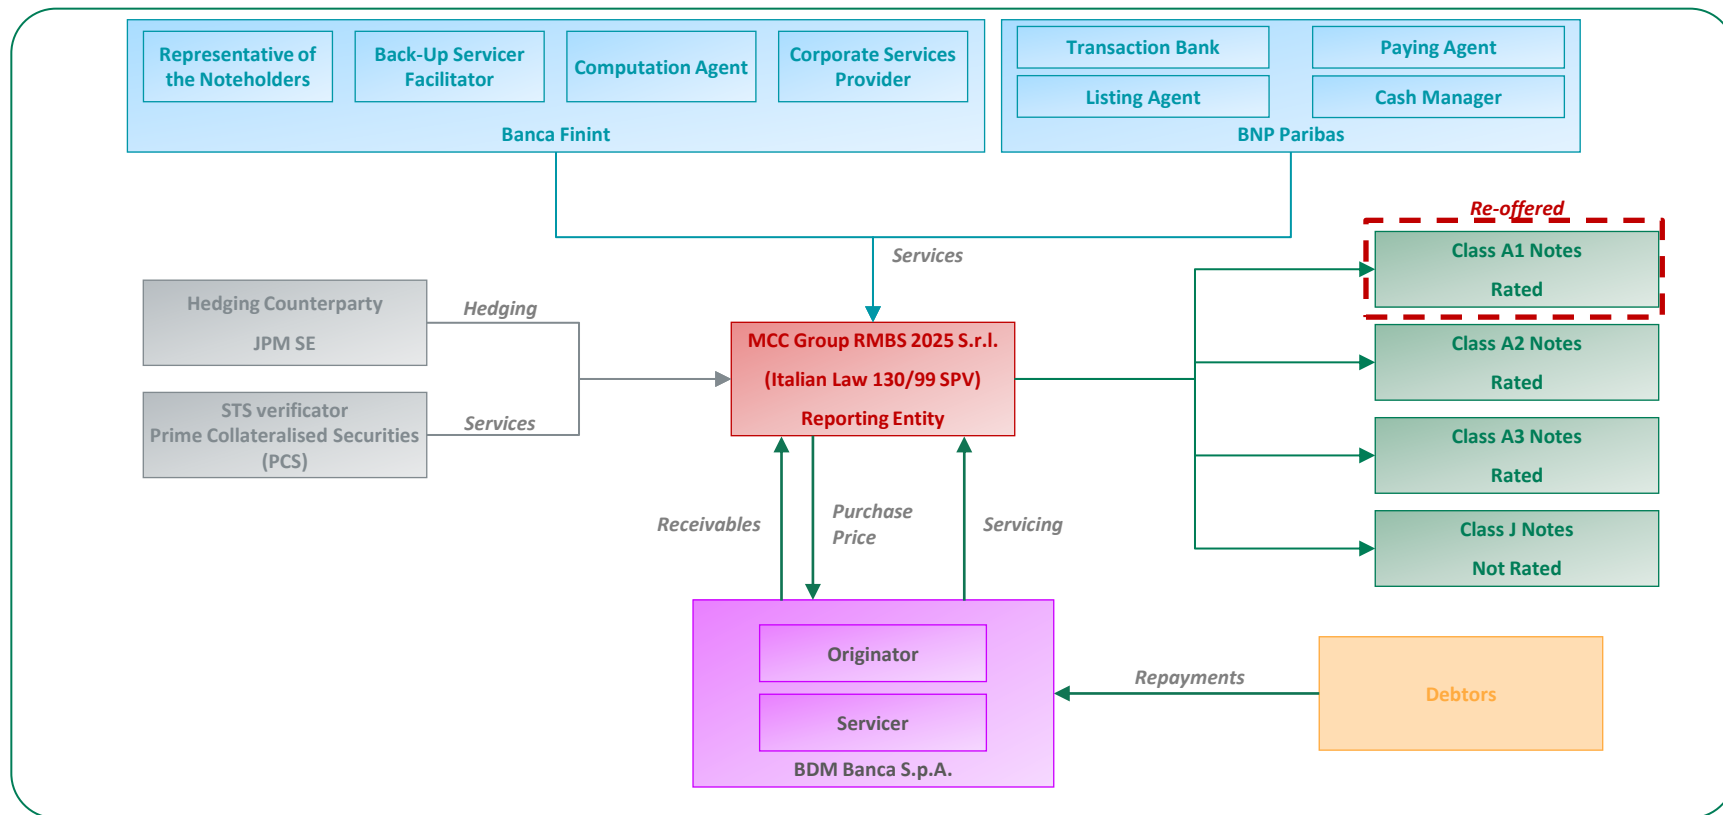 Representative of
the Noteholders
Back-Up Servicer
Facilitator
Computation Agent
Corporate Services
Provider
Banca Finint
Transaction Bank
Paying Agent
Listing Agent
Cash Manager
BNP Paribas
Services
Re-offered
Class A1 Notes
Rated
Class A2 Notes
Rated
Class A3 Notes
Rated
Class J Notes
Not Rated
Hedging Counterparty
JPM SE
Hedging
STS verificator
Prime Collateralised Securities
(PCS)
Services
MCC Group RMBS 2025 S.r.l.
(Italian Law 130/99 SPV)
Reporting Entity
Receivables
Purchase
Price
Servicing
Originator
Servicer
BDM Banca S.p.A.
Repayments
Debtors